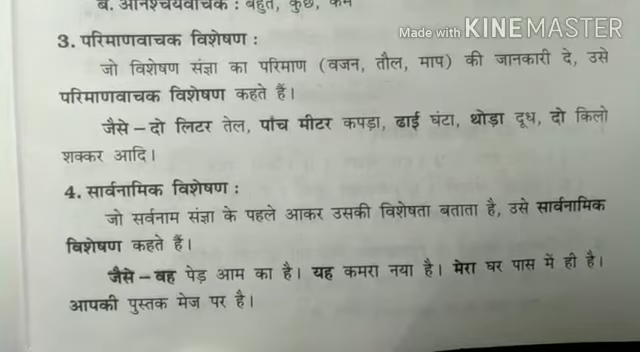 ब. अनिश्चयवाचक : बहुत, कुछ, कम
Made with KINEMASTER
3. परिमाणवाचक विशेषण :
जो विशेषण संज्ञा का परिमाण (वजन, तौल, माप) की जानकारी दे, उसे
परिमाणवाचक विशेषण कहते हैं।
जैसे – दो लिटर तेल, पाँच मीटर कपड़ा, ढाई घंटा, थोड़ा दूध, दो किलो
शक्कर आदि।
4. सार्वनामिक विशेषण :
जो सर्वनाम संज्ञा के पहले आकर उसकी विशेषता बताता है, उसे सार्वनामिक
विशेषण कहते हैं।
जैसे – वह पेड़ आम का है। यह कमरा नया है। मेरा घर पास में ही है।
आपकी पुस्तक मेज पर है।